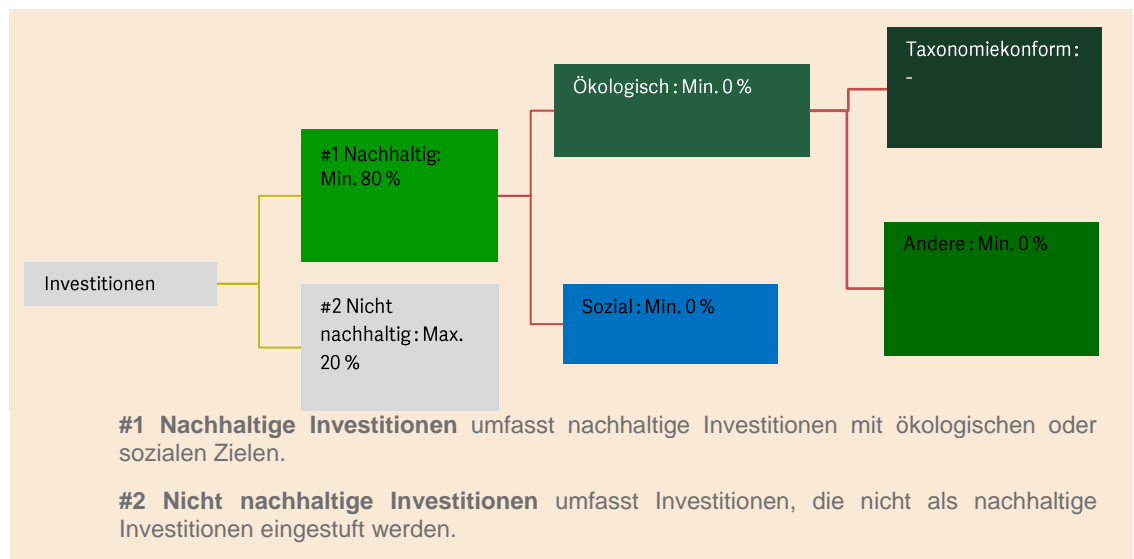 Taxonomiekonform :
-
Ökologisch : Min. 0 %
#1 Nachhaltig:
Min. 80 %
Andere : Min. 0 %
Investitionen
#2 Nicht
nachhaltig : Max.
20 %
Sozial : Min. 0 %
#1 Nachhaltige Investitionen umfasst nachhaltige Investitionen mit ökologischen oder
sozialen Zielen.
#2 Nicht nachhaltige Investitionen umfasst Investitionen, die nicht als nachhaltige
Investitionen eingestuft werden.